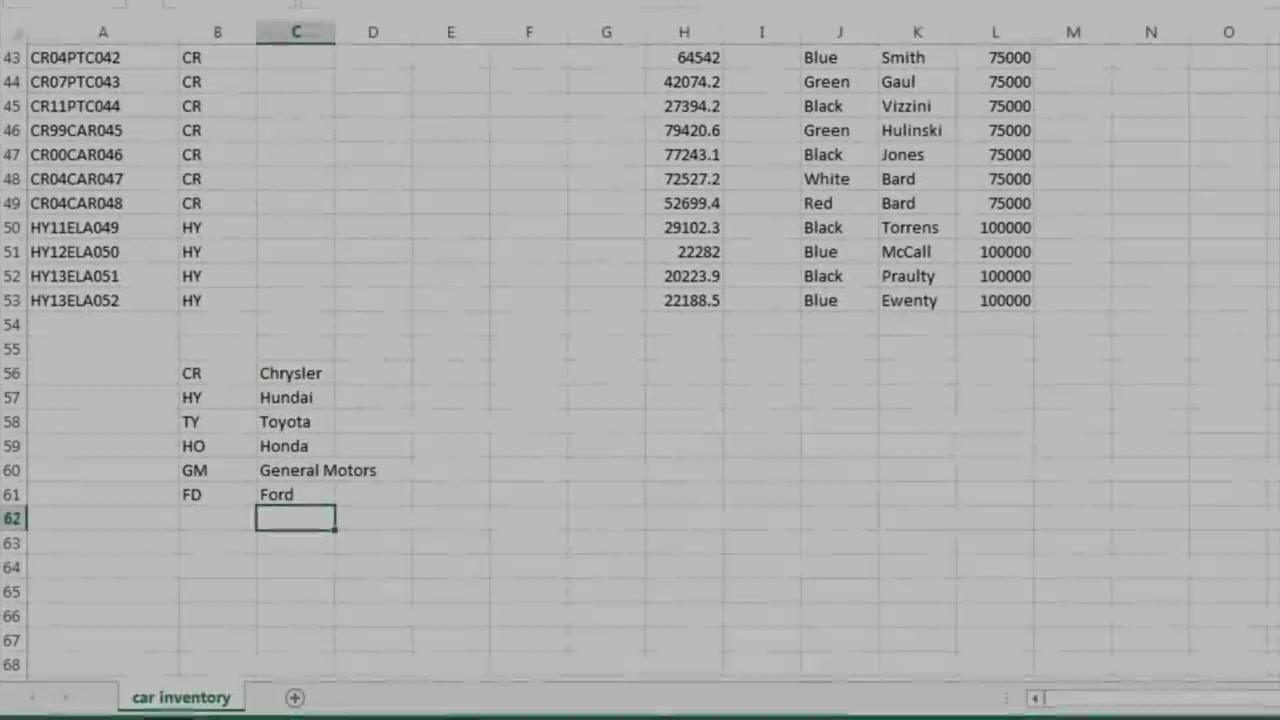 A B C D E F G H I J K L M N O
43 CR04PTC042 CR 64542 Blue Smith 75000
44 CR07PTC043 CR 42074.2 Green Gaul 75000
45 CR11PTC044 CR 27394.2 Black Vizzini 75000
46 CR99CAR045 CR 79420.6 Green Hulinski 75000
47 CR00CAR046 CR 77243.1 Black Jones 75000
48 CR04CAR047 CR 72527.2 White Bard 75000
49 CR04CAR048 CR 52699.4 Red Bard 75000
50 HY11ELA049 HY 29102.3 Black Torrens 100000
51 HY12ELA050 HY 22282 Blue McCall 100000
52 HY13ELA051 HY 20223.9 Black Praulty 100000
53 HY13ELA052 HY 22188.5 Blue Ewenty 100000
54
55
56 CR Chrysler
57 HY Hundai
58 TY Toyota
59 HO Honda
60 GM General Motors
61 FD Ford
62
63
64
65
66
67
68
car inventory